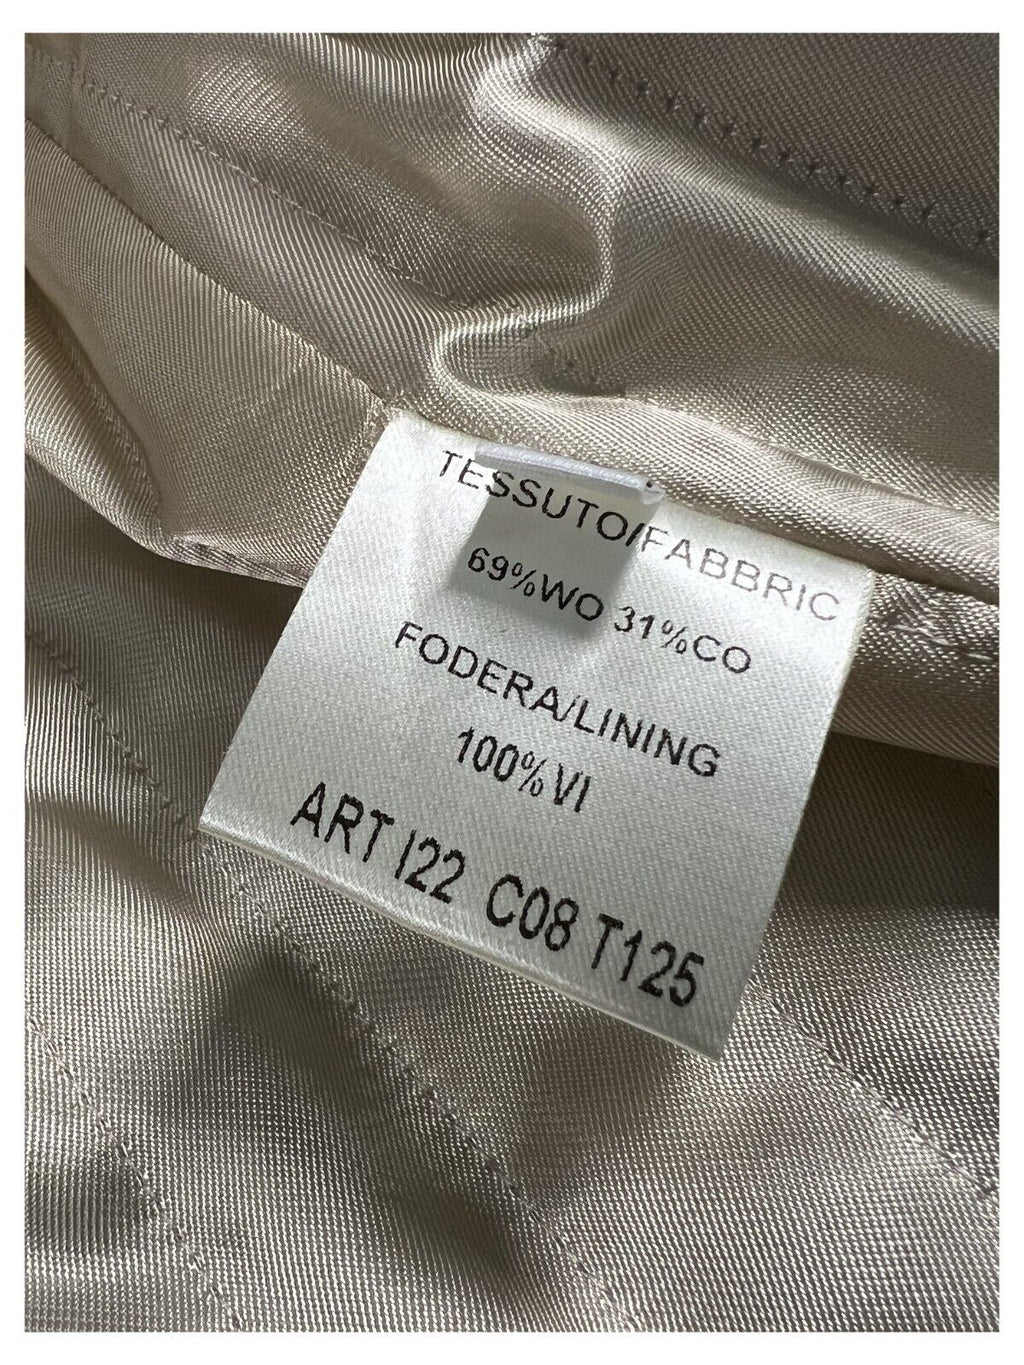 TESSUTO/FABBRIC
69%WO 31%CO
FODERA/LINING
100%VI
ART I22 C08 T125